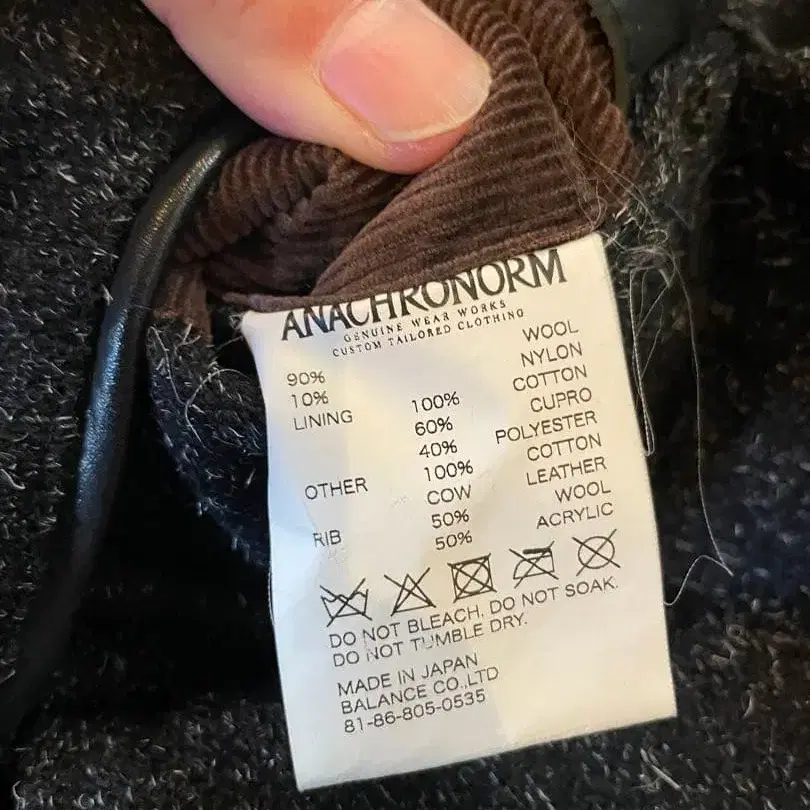 ANACHRONORM
GENUINE WEAR WORKS
CUSTOM TAILORED CLOTHING
90% WOOL
10% NYLON
LINING 100% COTTON
60% CUPRO
40% POLYESTER
OTHER 100% COTTON
COW LEATHER
RIB 50% WOOL
50% ACRYLIC
DO NOT BLEACH. DO NOT SOAK.
DO NOT TUMBLE DRY.
MADE IN JAPAN
BALANCE CO.,LTD
81-86-805-0535